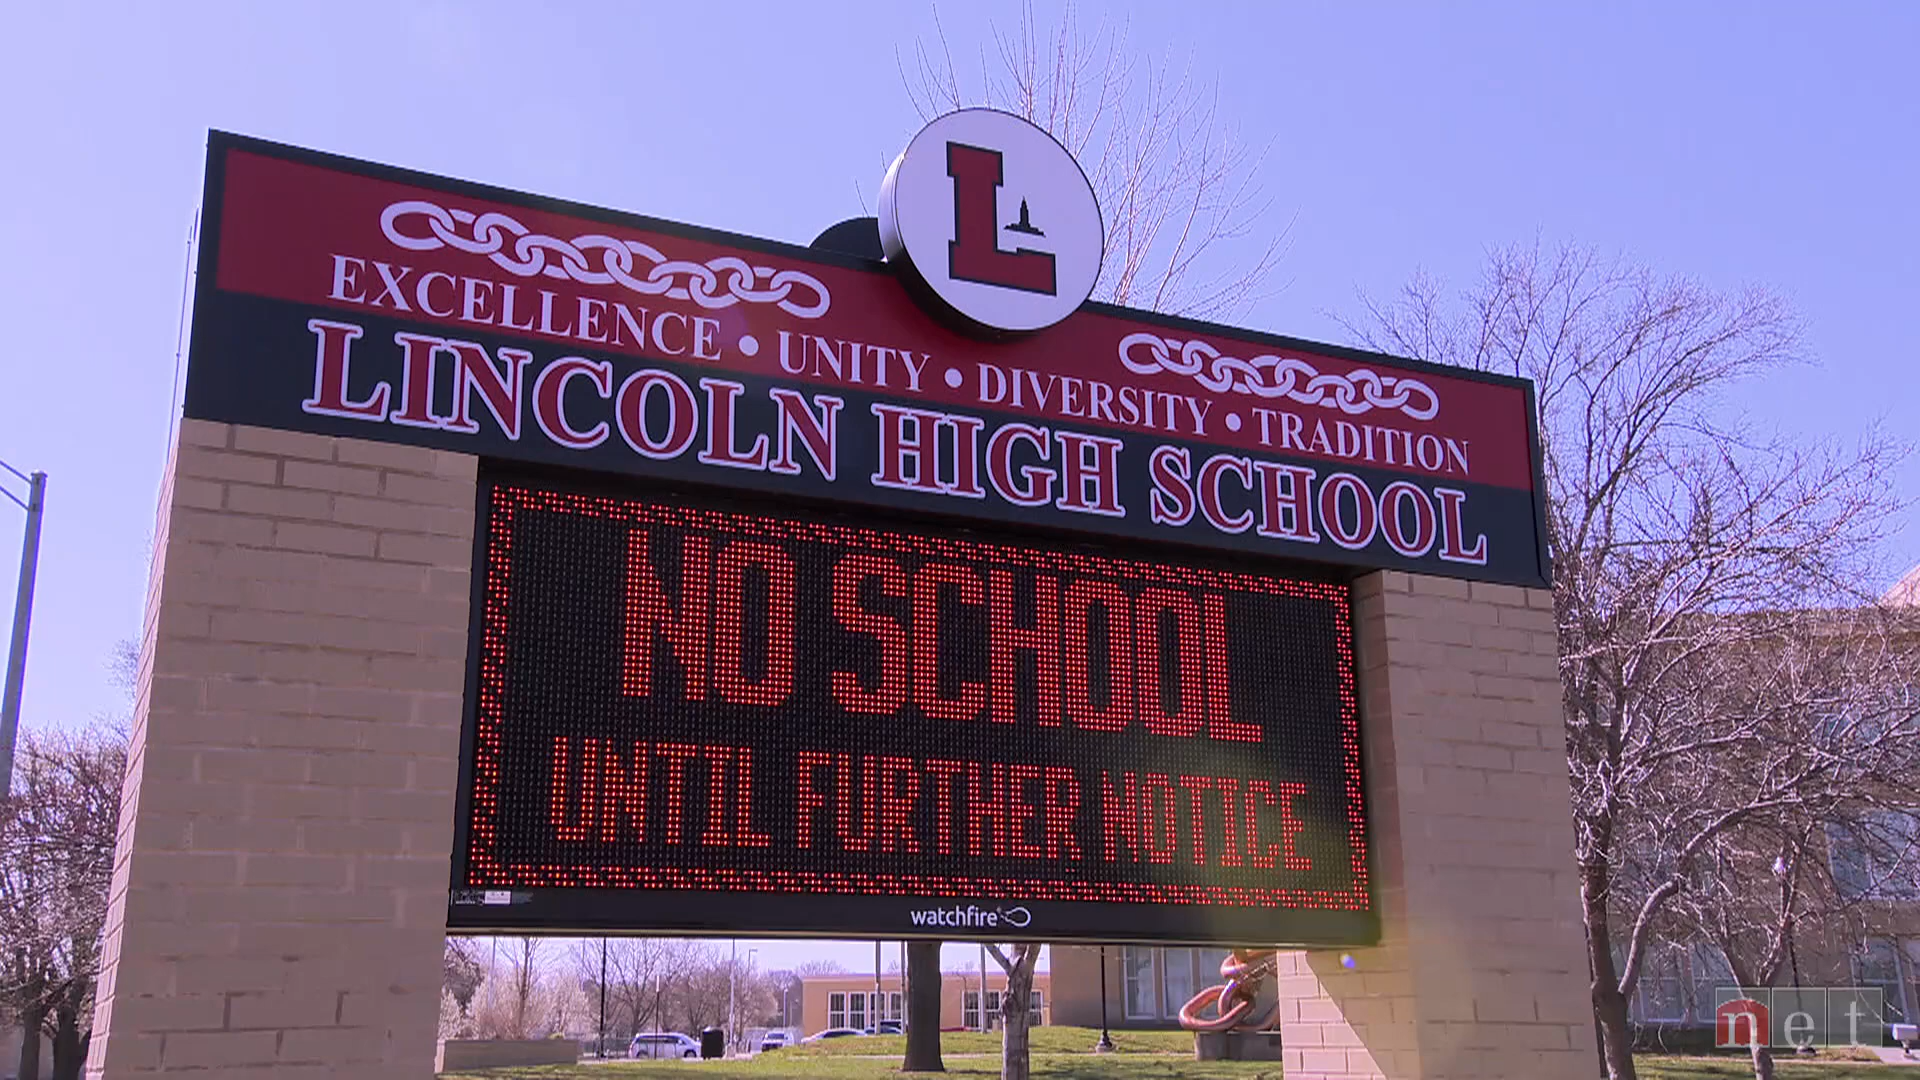 L
EXCELLENCE • UNITY • DIVERSITY • TRADITION
LINCOLN HIGH SCHOOL
NO SCHOOL
UNTIL FURTHER NOTICE
watchfire
net